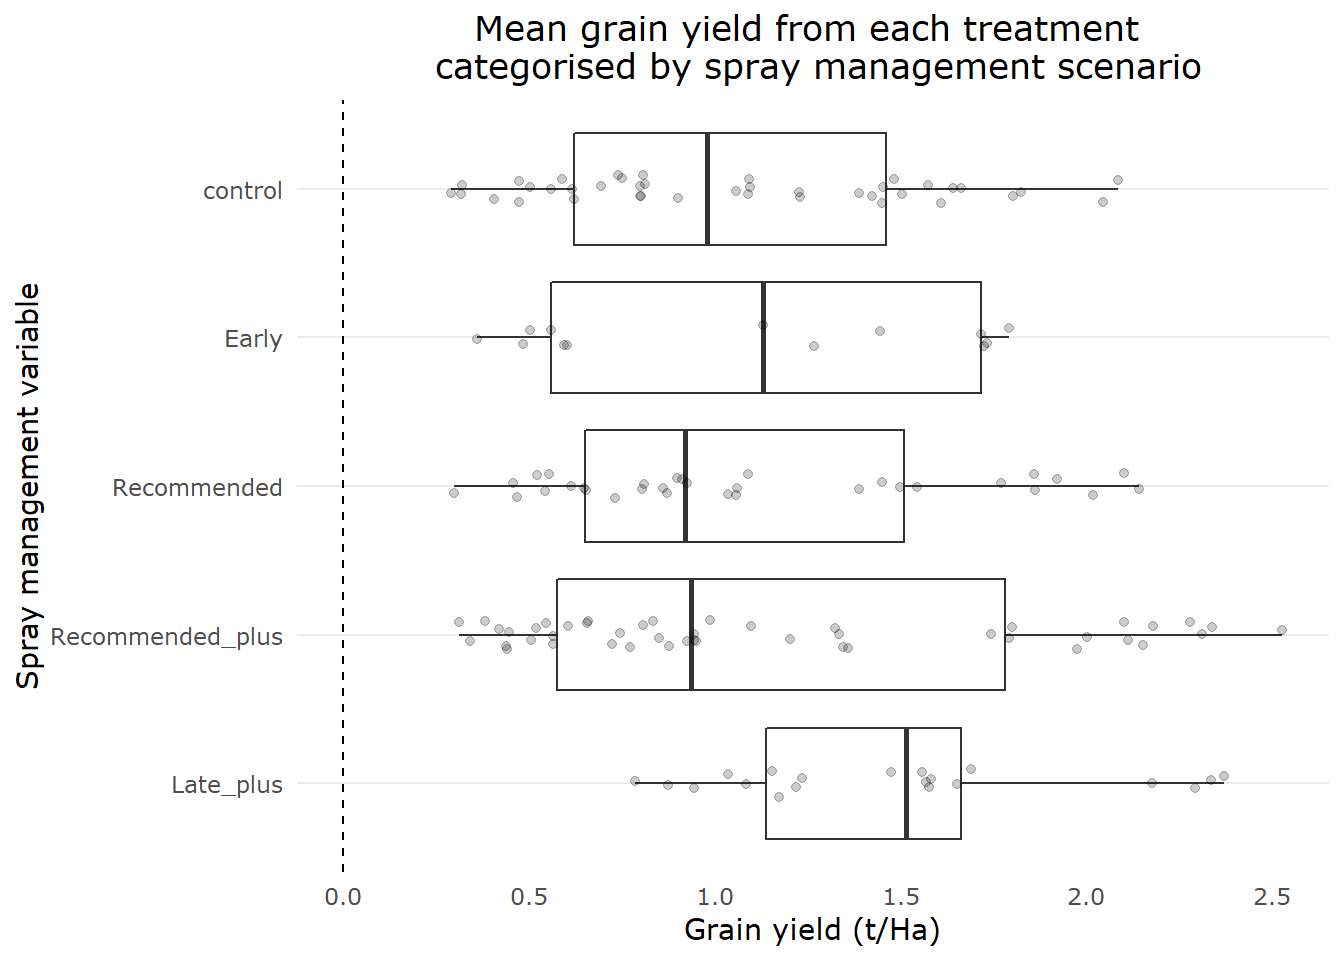 Mean grain yield from each treatment
categorised by spray management scenario
Spray management variable
control
Early
Recommended
Recommended_plus
Late_plus
0.0 0.5 1.0 1.5 2.0 2.5
Grain yield (t/Ha)